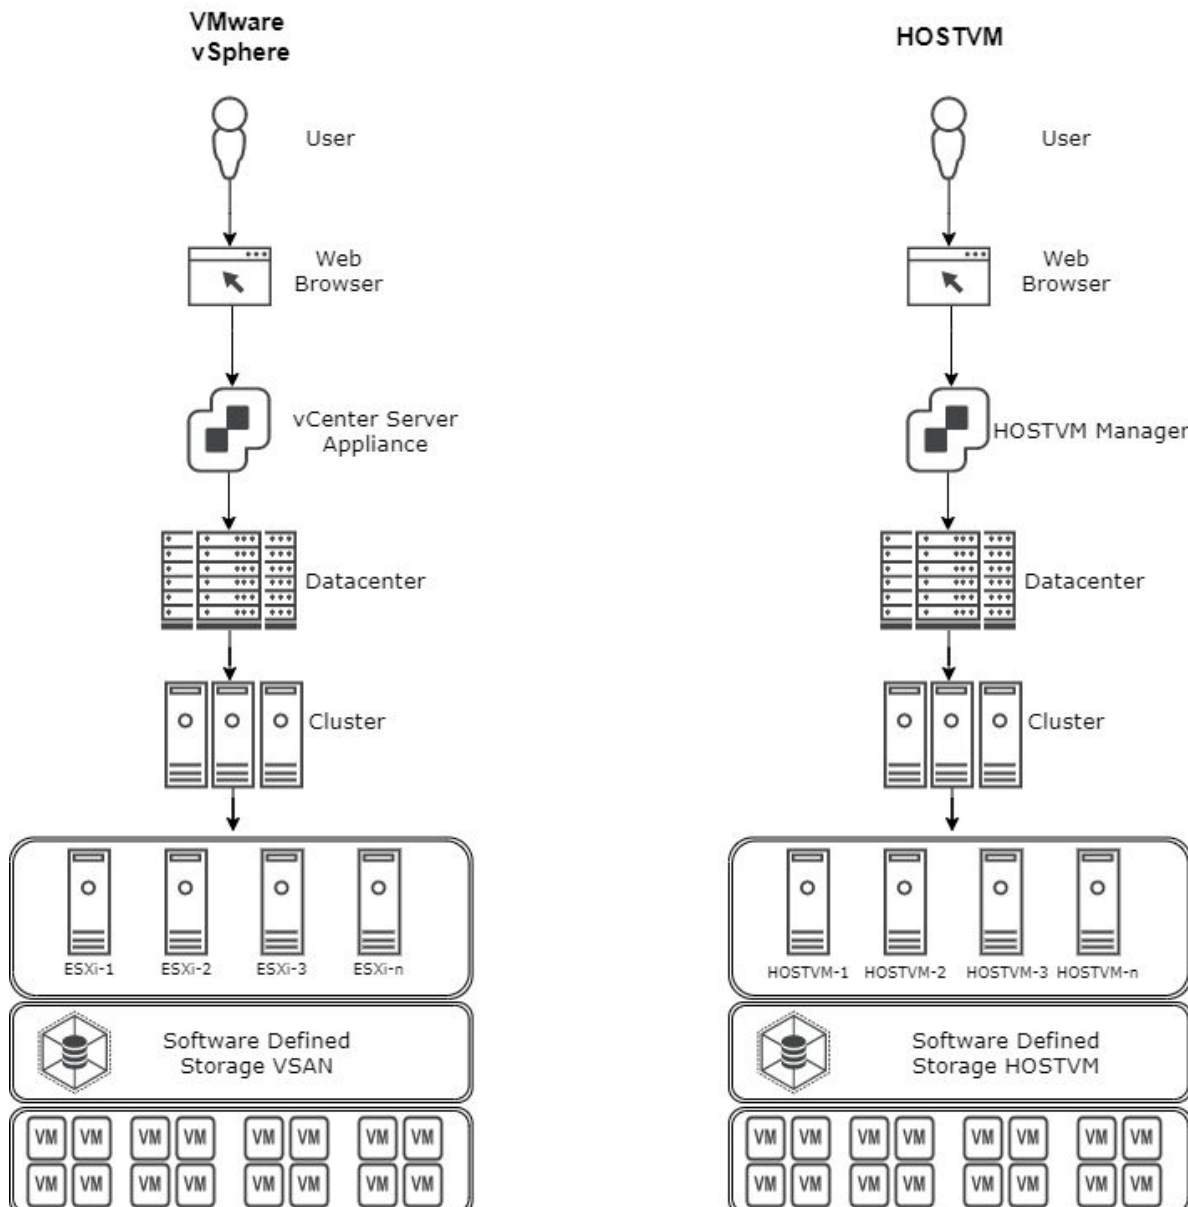 VMware
vSphere
User
Web
Browser
vCenter Server
Appliance
Datacenter
Cluster
ESXi-1 ESXi-2 ESXi-3 ESXi-n
Software Defined
Storage VSAN
VM VM VM VM VM VM VM VM
VM VM VM VM VM VM VM VM
HOSTVM
User
Web
Browser
HOSTVM Manager
Datacenter
Cluster
HOSTVM-1 HOSTVM-2 HOSTVM-3 HOSTVM-n
Software Defined
Storage HOSTVM
VM VM VM VM VM VM VM VM
VM VM VM VM VM VM VM VM